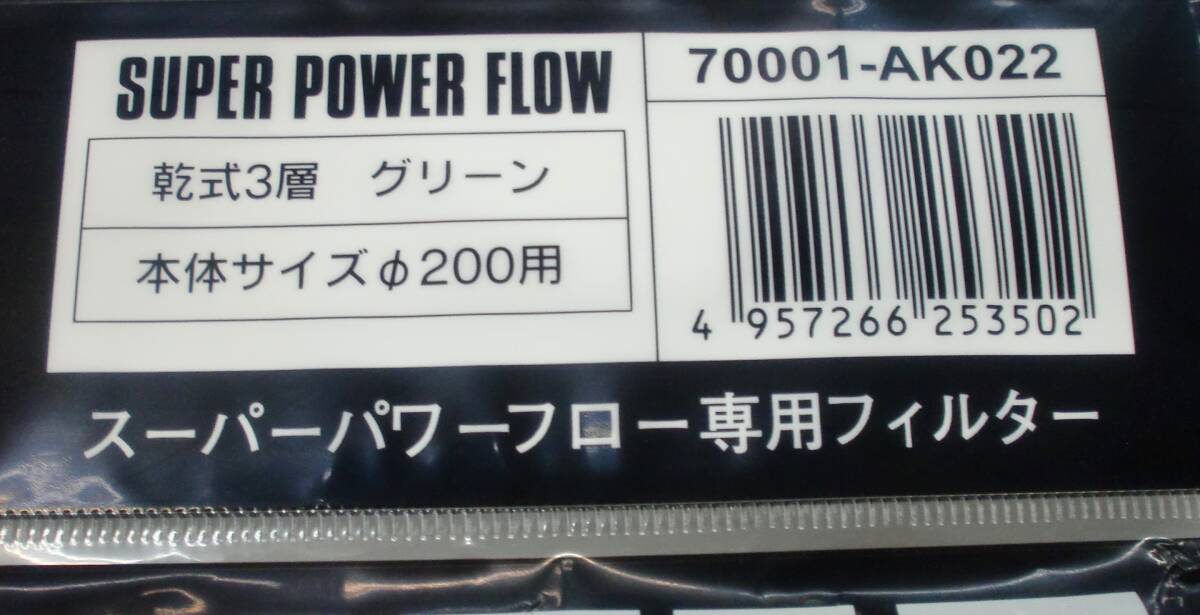 SUPER POWER FLOW
乾式3層 グリーン
本体サイズφ200用
70001-AK022
4 957266 253502
スーパーパワーフロー専用フィルター